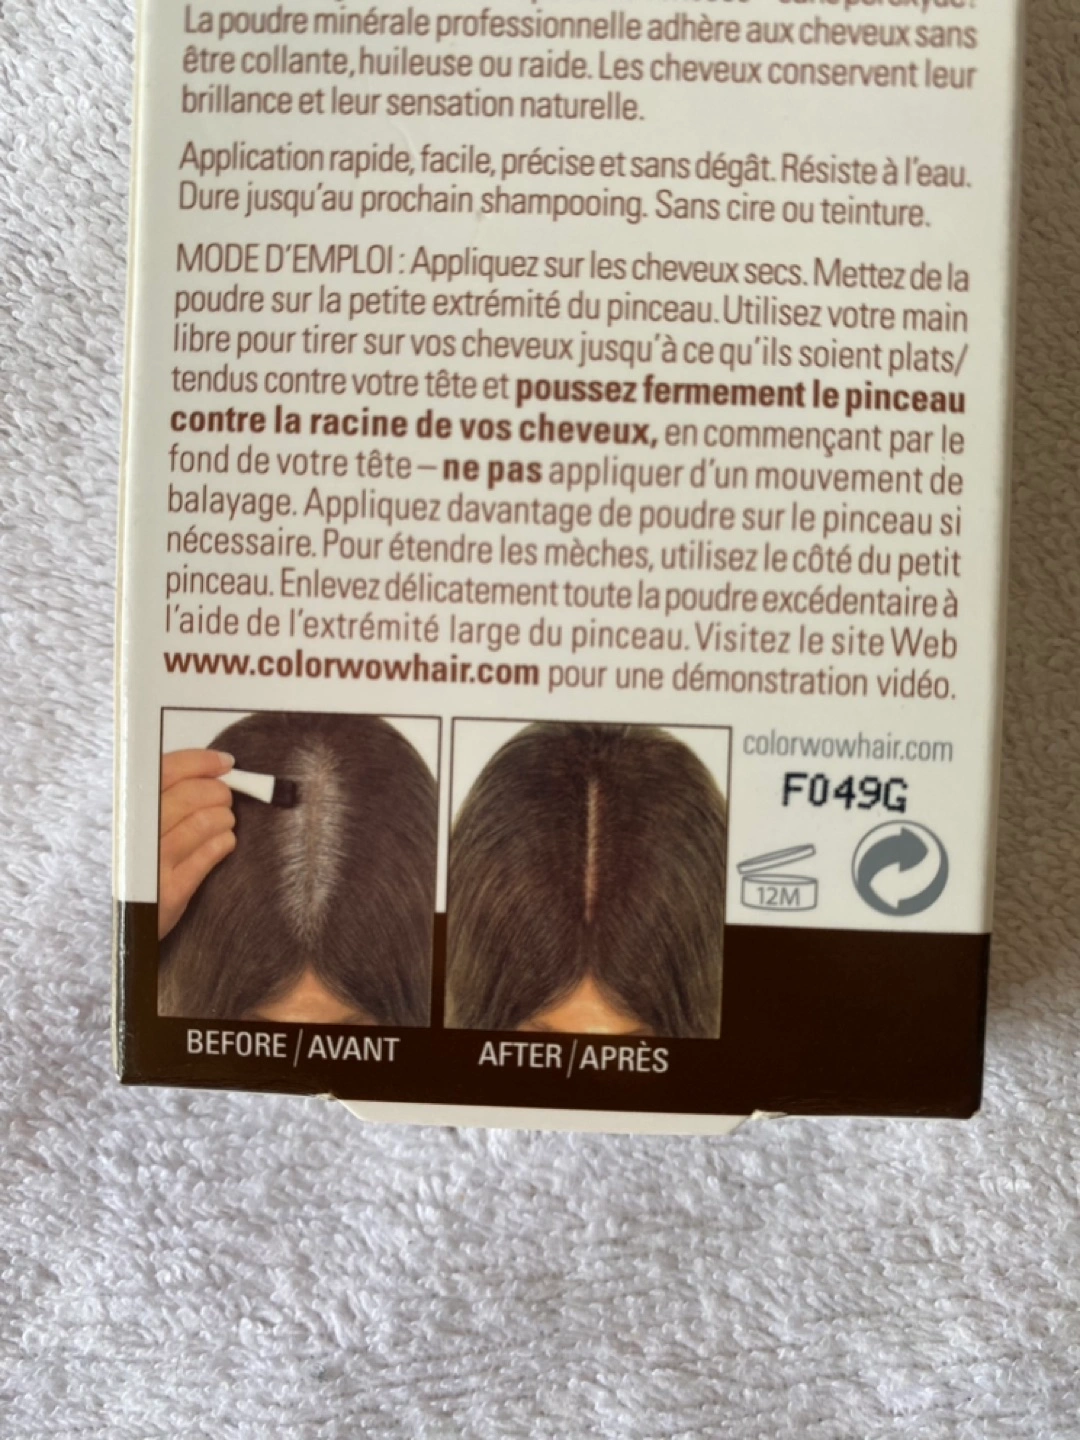 La poudre minérale professionnelle adhère aux cheveux sans
être collante, huileuse ou raide. Les cheveux conservent leur
brillance et leur sensation naturelle.
Application rapide, facile, précise et sans dégât. Résiste à l'eau.
Dure jusqu'au prochain shampooing. Sans cire ou teinture.
MODE D'EMPLOI : Appliquez sur les cheveux secs. Mettez de la
poudre sur la petite extrémité du pinceau. Utilisez votre main
libre pour tirer sur vos cheveux jusqu'à ce qu'ils soient plats/
tendus contre votre tête et poussez fermement le pinceau
contre la racine de vos cheveux, en commençant par le
fond de votre tête – ne pas appliquer d'un mouvement de
balayage. Appliquez davantage de poudre sur le pinceau si
nécessaire. Pour étendre les mèches, utilisez le côté du petit
pinceau. Enlevez délicatement toute la poudre excédentaire à
l'aide de l'extrémité large du pinceau. Visitez le site Web
www.colorwowhair.com pour une démonstration vidéo.
colorwowhair.com
F049G
12M
BEFORE / AVANT
AFTER / APRÈS